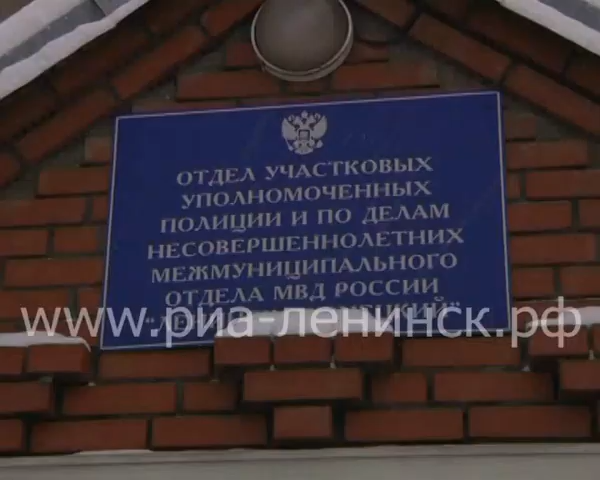 ОТДЕЛ УЧАСТКОВЫХ
УПОЛНОМОЧЕННЫХ
ПОЛИЦИИ И ПО ДЕЛАМ
НЕСОВЕРШЕННОЛЕТНИХ
МЕЖМУНИЦИПАЛЬНОГО
ОТДЕЛА МВД РОССИИ
www.риа-ленинск.рф